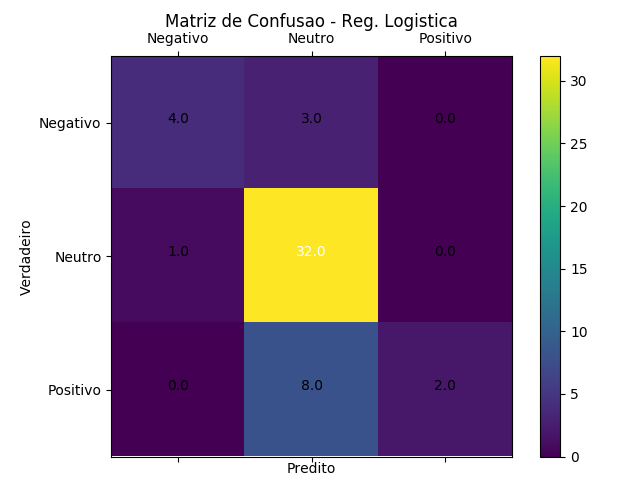 Matriz de Confusao - Reg. Logistica
Negativo Neutro Positivo
Negativo 4.0 3.0 0.0
Neutro 1.0 32.0 0.0
Positivo 0.0 8.0 2.0
Verdadeiro
Predito
30
25
20
15
10
5
0